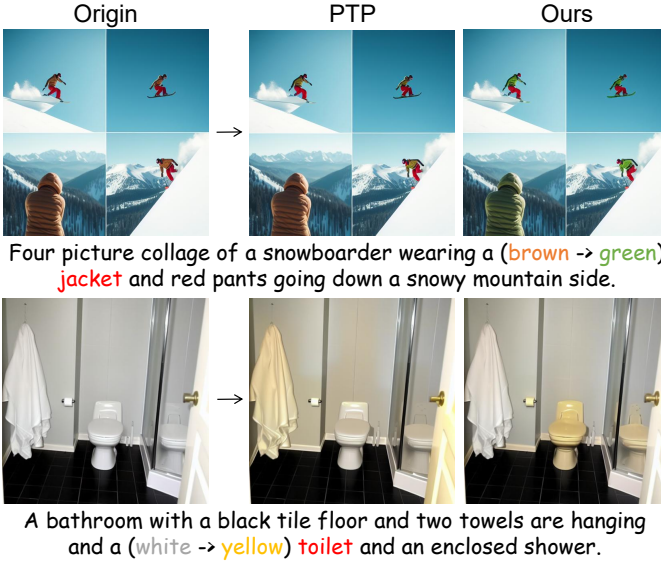 Origin PTP Ours
Four picture collage of a snowboarder wearing a (brown -> green)
jacket and red pants going down a snowy mountain side.
A bathroom with a black tile floor and two towels are hanging
and a (white -> yellow) toilet and an enclosed shower.